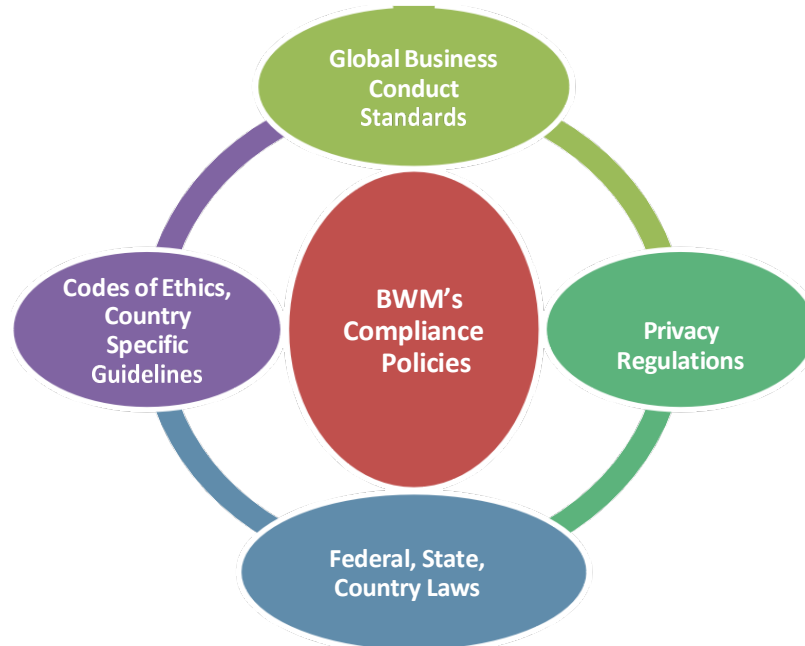 Global Business
Conduct
Standards
Codes of Ethics,
Country
Specific
Guidelines
BWM’s
Compliance
Policies
Privacy
Regulations
Federal, State,
Country Laws